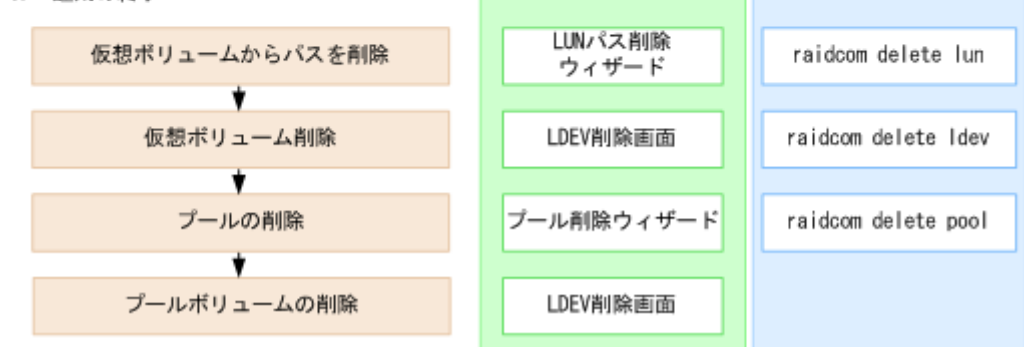 仮想ボリュームからパスを削除
LUNパス削除
ウィザード
raidcom delete lun
仮想ボリューム削除
LDEV削除画面
raidcom delete ldev
プールの削除
プール削除ウィザード
raidcom delete pool
プールボリュームの削除
LDEV削除画面